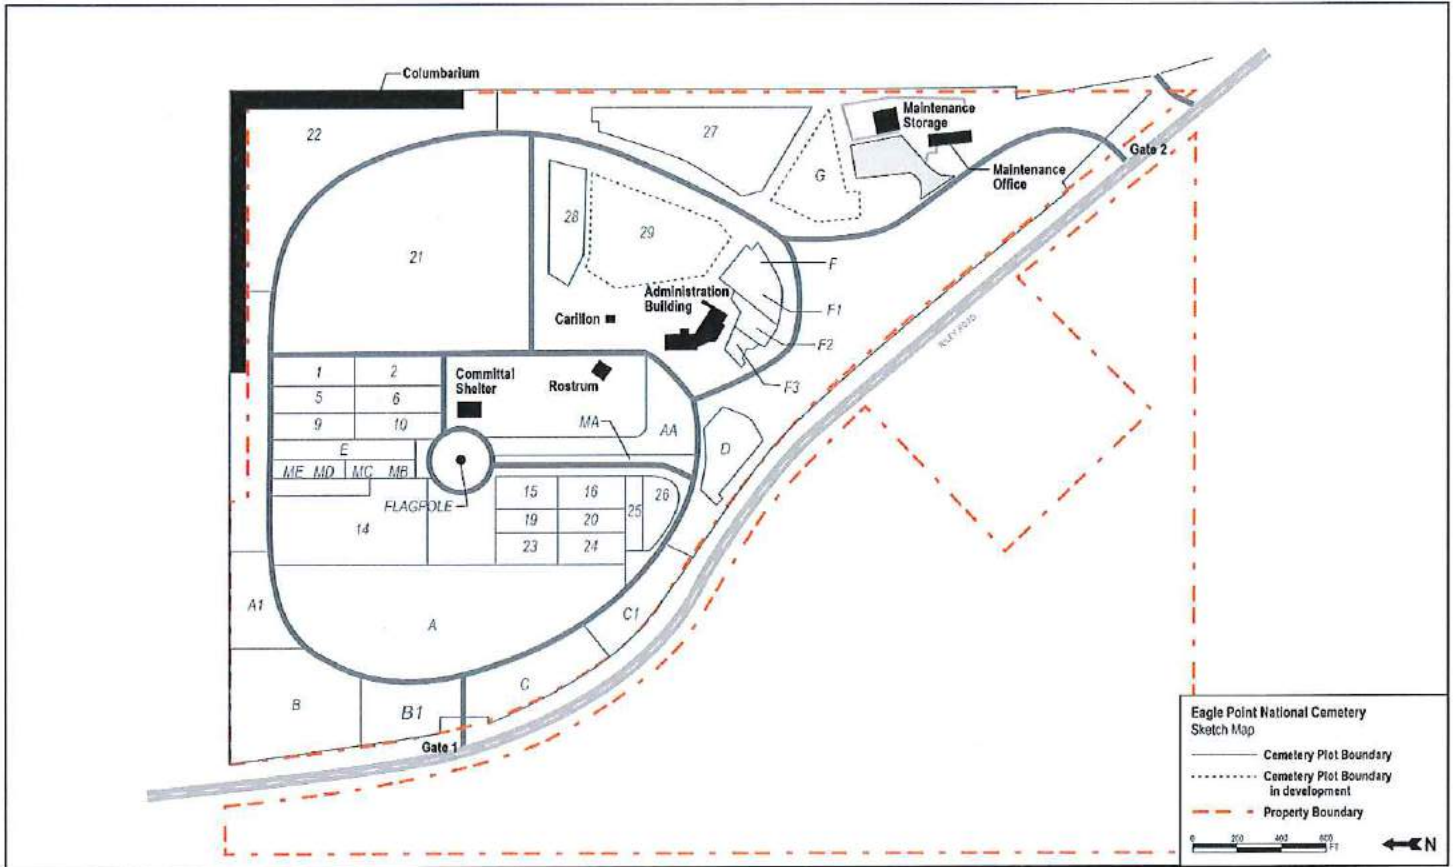 Columbarium
22
27
Maintenance
Storage
Gate 2
Maintenance
Office
G
28
29
21
F
Administration
Building
F1
Carillon
F2
RILEY ROAD
F3
1
2
Committal
Shelter
Rostrum
5
6
9
10
MA
AA
D
E
ME
MD
MC
MB
FLAGPOLE
15
16
26
25
14
19
20
23
24
A1
A
C1
B
B1
C
Gate 1
Eagle Point National Cemetery
Sketch Map
Cemetery Plot Boundary
Cemetery Plot Boundary
in development
Property Boundary
0 200 400 600
FT
N